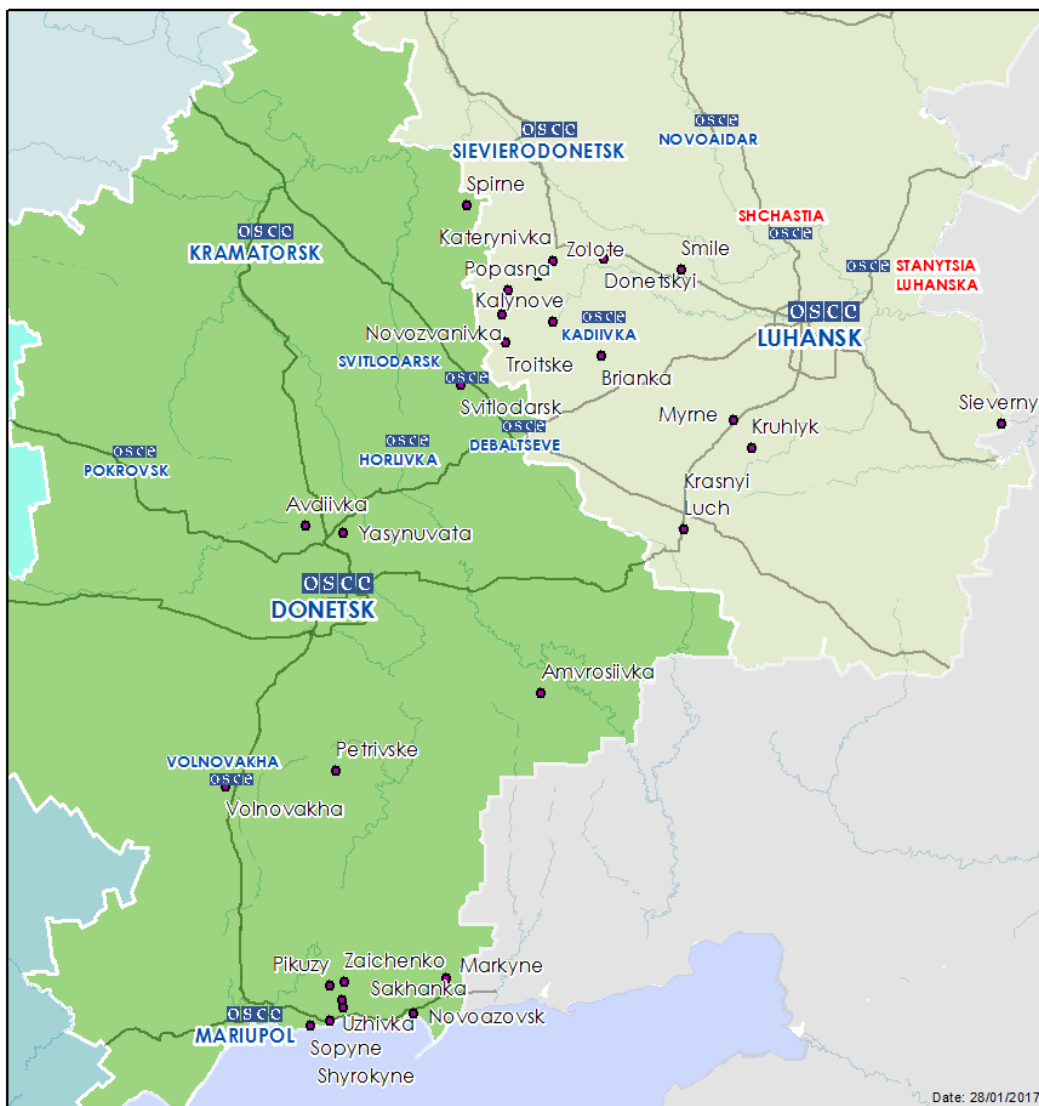 osce
SIEVIERODONETSK
osce
NOVOAIDAR
Spirne
SHCHASTIA
osce
osce
KRAMATORSK
Katerynivka
Zolote
Smile
osce
STANYTSIA
LUHANSKA
Popasna
Donetskyi
Kalynove
osce
KADIIVKA
osce
LUHANSK
Novozvanivka
SVITLODARSK
osce
Troitske
Brianka
Svitlodarsk
Sieverny
Myrne
Kruhlyk
osce
DEBALTSEVE
osce
HORLIVKA
osce
POKROVSK
Krasnyi
Luch
Avdiivka
Yasynuvata
osce
DONETSK
Amvrosiivka
Petrivske
VOLNOVAKHA
osce
Volnovakha
Pikuzy
Zaichenko
Markyne
Sakhanka
osce
MARIUPOL
Uzhivka
Novoazovsk
Sopyne
Shyrokyne
Date: 28/01/2017